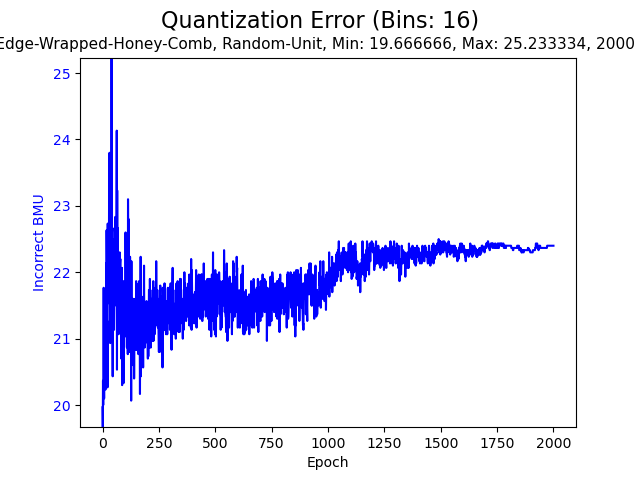 Quantization Error (Bins: 16)
Edge-Wrapped-Honey-Comb, Random-Unit, Min: 19.666666, Max: 25.233334, 2000
25
24
23
22
21
20
Incorrect BMU
0 250 500 750 1000 1250 1500 1750 2000
Epoch